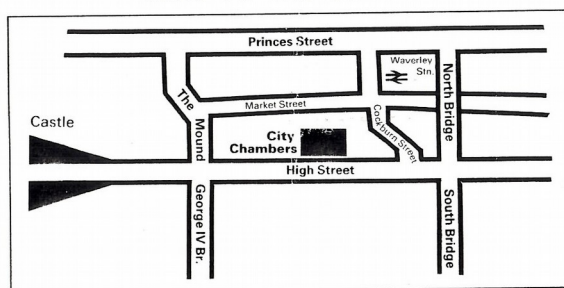 Princes Street
Waverley
Stn.
North Bridge
The
Mound
Market Street
Cockburn Street
Castle
City
Chambers
High Street
George IV Br.
South Bridge